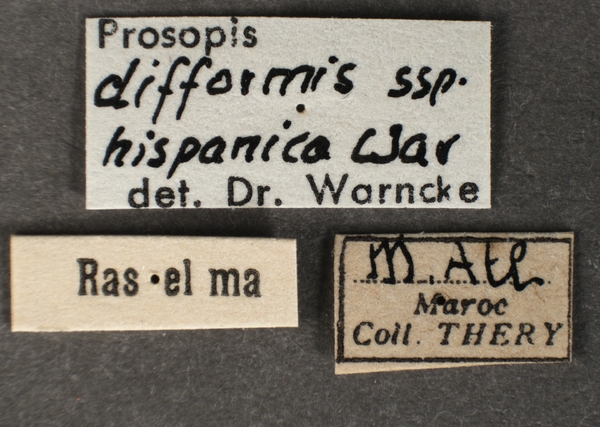 Prosopis
difformis ssp.
hispanica War
det. Dr. Warncke
Ras el ma
M. Atl.
Maroc
Coll. THERY